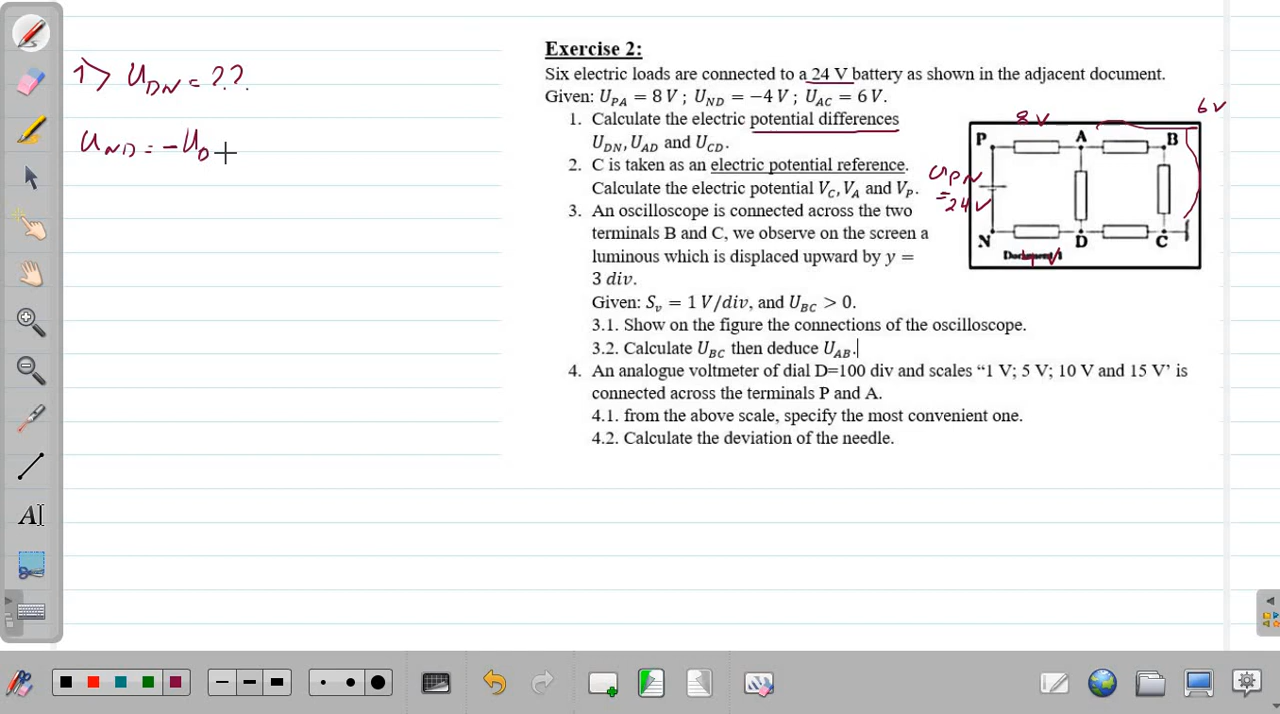 1> U_DN = ??
U_ND = -U_D
Exercise 2:
Six electric loads are connected to a 24 V battery as shown in the adjacent document.
Given: U_PA = 8 V ; U_ND = −4 V ; U_AC = 6 V.
1. Calculate the electric potential differences
U_DN, U_AD and U_CD.
2. C is taken as an electric potential reference.
Calculate the electric potential V_C, V_A and V_P.
3. An oscilloscope is connected across the two
terminals B and C, we observe on the screen a
luminous which is displaced upward by y =
3 div.
Given: S_v = 1 V/div, and U_BC > 0.
3.1. Show on the figure the connections of the oscilloscope.
3.2. Calculate U_BC then deduce U_AB.
4. An analogue voltmeter of dial D=100 div and scales “1 V; 5 V; 10 V and 15 V’ is
connected across the terminals P and A.
4.1. from the above scale, specify the most convenient one.
4.2. Calculate the deviation of the needle.
6V
8V
P A B
U_PN
= 24V
N D C
4V
AI